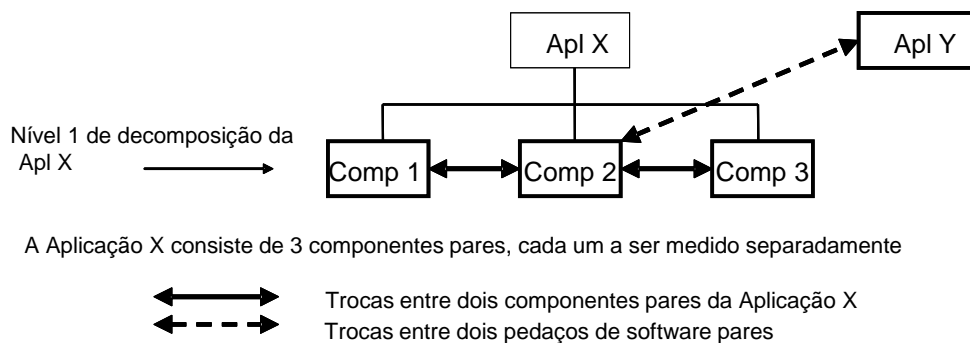 Apl X
Apl Y
Nível 1 de decomposição da
Apl X
Comp 1
Comp 2
Comp 3
A Aplicação X consiste de 3 componentes pares, cada um a ser medido separadamente
Trocas entre dois componentes pares da Aplicação X
Trocas entre dois pedaços de software pares